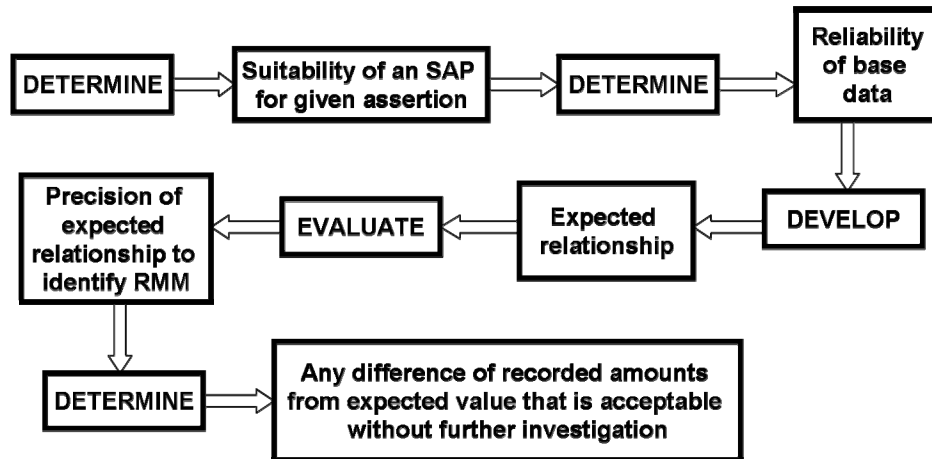 DETERMINE
Suitability of an SAP
for given assertion
DETERMINE
Reliability
of base
data
DEVELOP
Expected
relationship
EVALUATE
Precision of
expected
relationship to
identify RMM
DETERMINE
Any difference of recorded amounts
from expected value that is acceptable
without further investigation